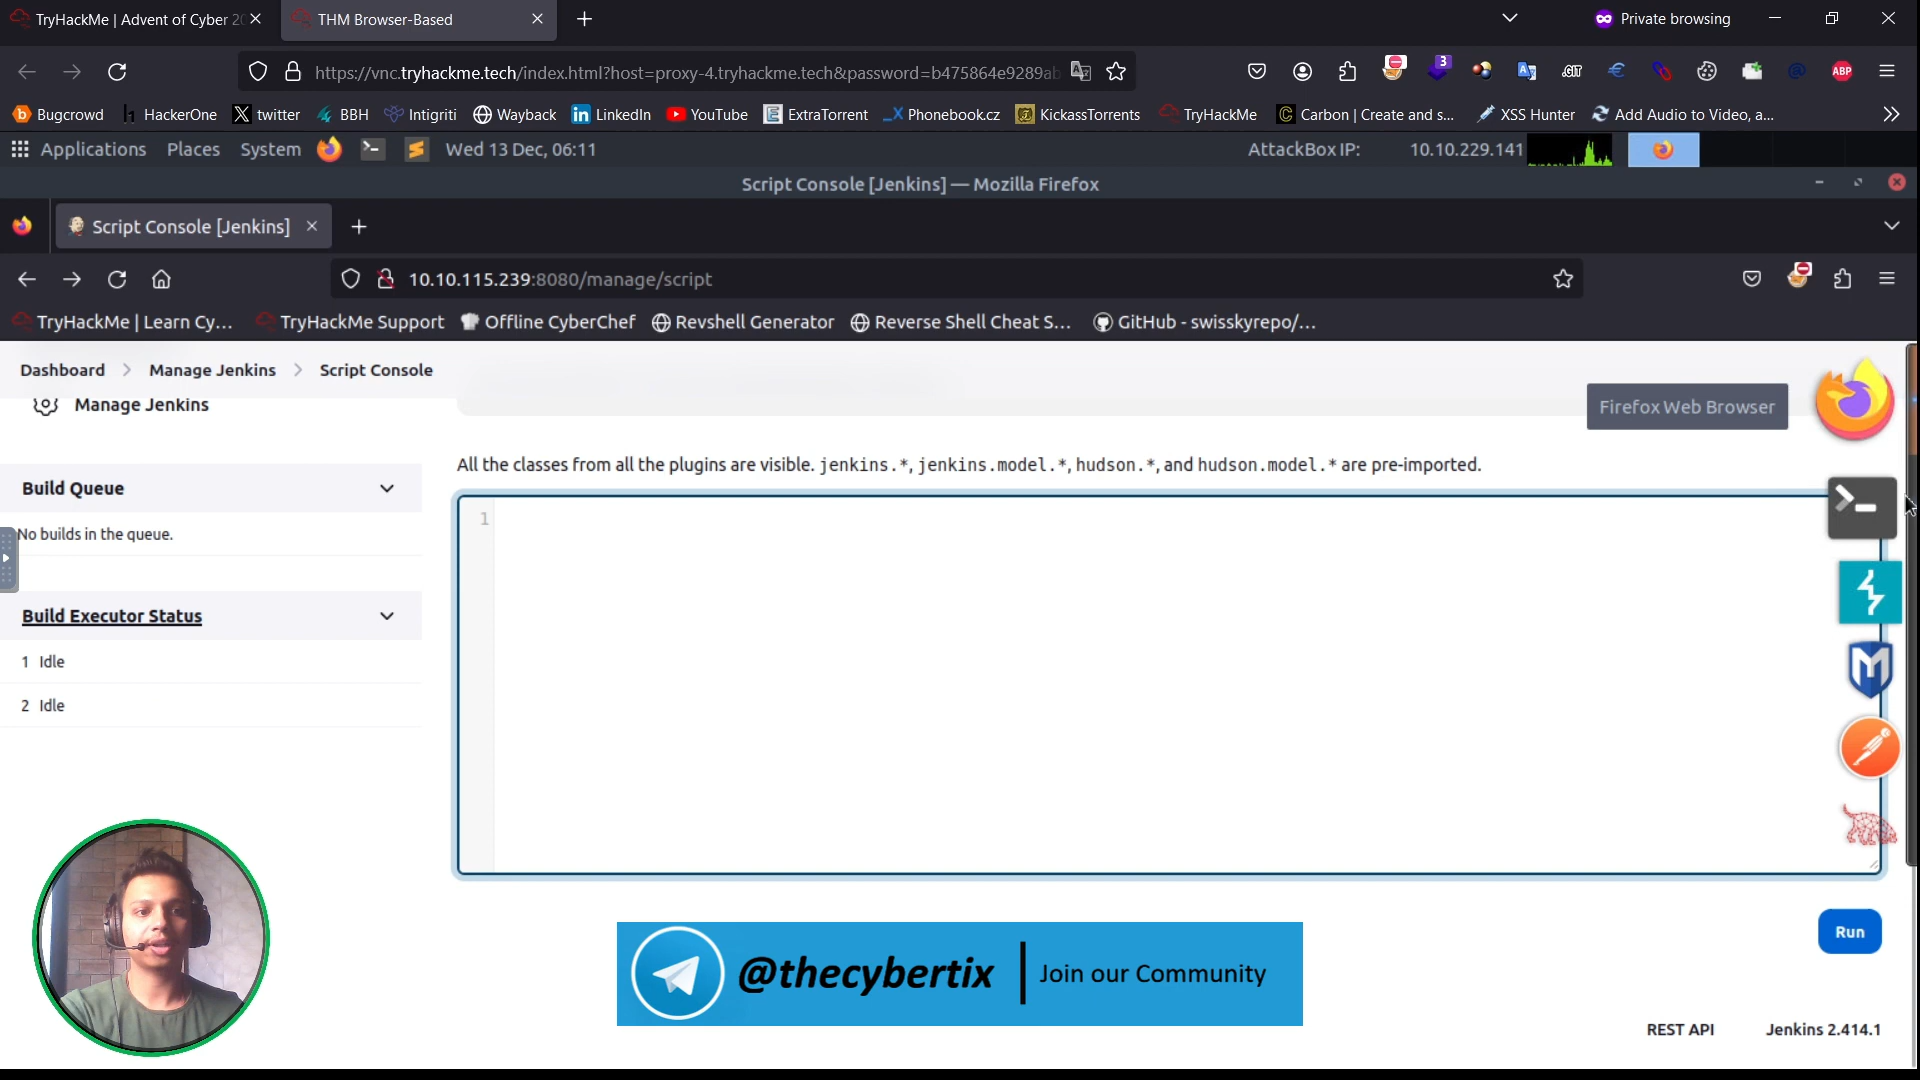 TryHackMe | Advent of Cyber 20
THM Browser-Based
Private browsing
https://vnc.tryhackme.tech/index.html?host=proxy-4.tryhackme.tech&password=b475864e9289ab
3
.GIT
ABP
Bugcrowd
HackerOne
twitter
BBH
Intigriti
Wayback
LinkedIn
YouTube
ExtraTorrent
Phonebook.cz
KickassTorrents
TryHackMe
Carbon | Create and s...
XSS Hunter
Add Audio to Video, a...
Applications Places System
Wed 13 Dec, 06:11
AttackBox IP: 10.10.229.141
Script Console [Jenkins] — Mozilla Firefox
Script Console [Jenkins]
10.10.115.239:8080/manage/script
TryHackMe | Learn Cy...
TryHackMe Support
Offline CyberChef
Revshell Generator
Reverse Shell Cheat S...
GitHub - swisskyrepo/...
Dashboard > Manage Jenkins > Script Console
Manage Jenkins
Firefox Web Browser
All the classes from all the plugins are visible. jenkins.*, jenkins.model.*, hudson.*, and hudson.model.* are pre-imported.
Build Queue
No builds in the queue.
1
Build Executor Status
1 Idle
2 Idle
Run
@thecybertix | Join our Community
REST API
Jenkins 2.414.1